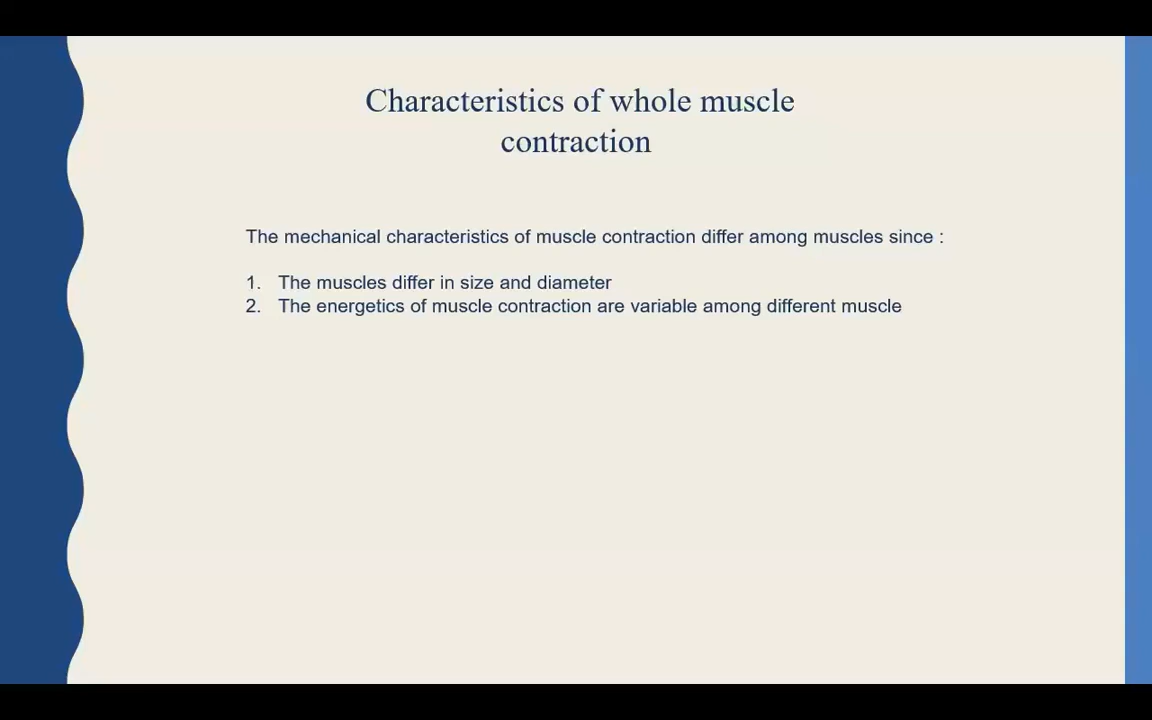 Characteristics of whole muscle
contraction
The mechanical characteristics of muscle contraction differ among muscles since :
1. The muscles differ in size and diameter
2. The energetics of muscle contraction are variable among different muscle